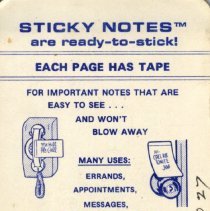 STICKY NOTES™
are ready-to-stick!
EACH PAGE HAS TAPE
FOR IMPORTANT NOTES THAT ARE
EASY TO SEE . . .
AND WON'T
BLOW AWAY
MANY USES:
ERRANDS,
APPOINTMENTS,
MESSAGES,
27